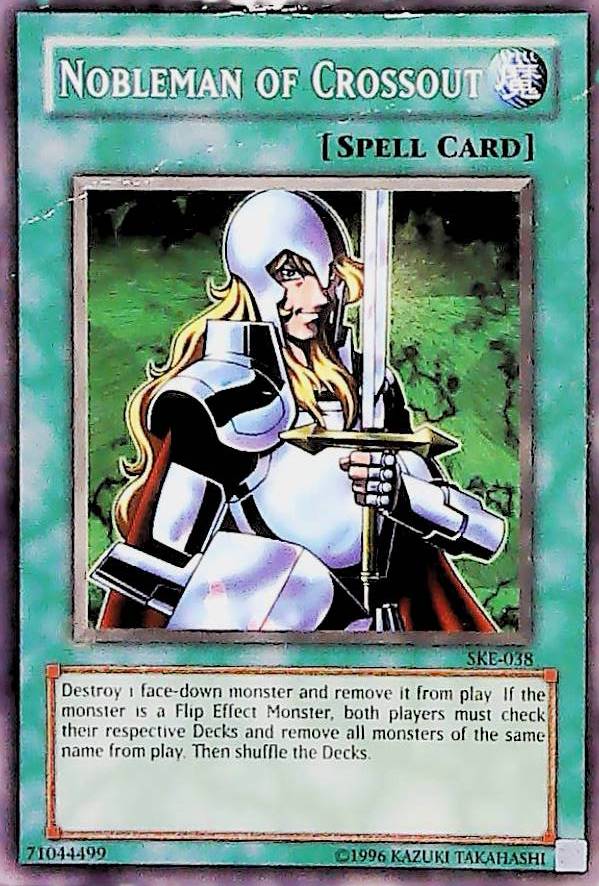 NOBLEMAN OF CROSSOUT 魔
[SPELL CARD]
SKE-038
Destroy 1 face-down monster and remove it from play. If the
monster is a Flip Effect Monster, both players must check
their respective Decks and remove all monsters of the same
name from play. Then shuffle the Decks.
71044499
©1996 KAZUKI TAKAHASHI